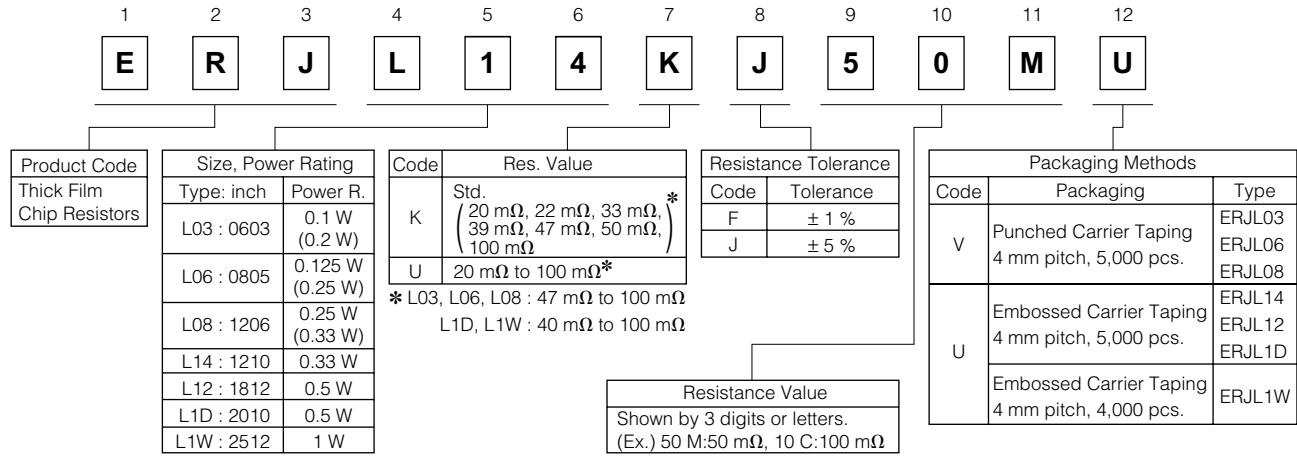 1 2 3 4 5 6 7 8 9 10 11 12
E R J L 1 4 K J 5 0 M U
Product Code
Thick Film
Chip Resistors
Size, Power Rating
Type: inch Power R.
L03 : 0603 0.1 W
(0.2 W)
L06 : 0805 0.125 W
(0.25 W)
L08 : 1206 0.25 W
(0.33 W)
L14 : 1210 0.33 W
L12 : 1812 0.5 W
L1D : 2010 0.5 W
L1W : 2512 1 W
Code Res. Value
K Std.
(20 mΩ, 22 mΩ, 33 mΩ,
39 mΩ, 47 mΩ, 50 mΩ,
100 mΩ)*
U 20 mΩ to 100 mΩ*
* L03, L06, L08 : 47 mΩ to 100 mΩ
L1D, L1W : 40 mΩ to 100 mΩ
Resistance Tolerance
Code Tolerance
F ± 1 %
J ± 5 %
Resistance Value
Shown by 3 digits or letters.
(Ex.) 50 M:50 mΩ, 10 C:100 mΩ
Packaging Methods
Code Packaging Type
V Punched Carrier Taping
4 mm pitch, 5,000 pcs.
ERJL03
ERJL06
ERJL08
U Embossed Carrier Taping
4 mm pitch, 5,000 pcs.
ERJL14
ERJL12
ERJL1D
Embossed Carrier Taping
4 mm pitch, 4,000 pcs.
ERJL1W